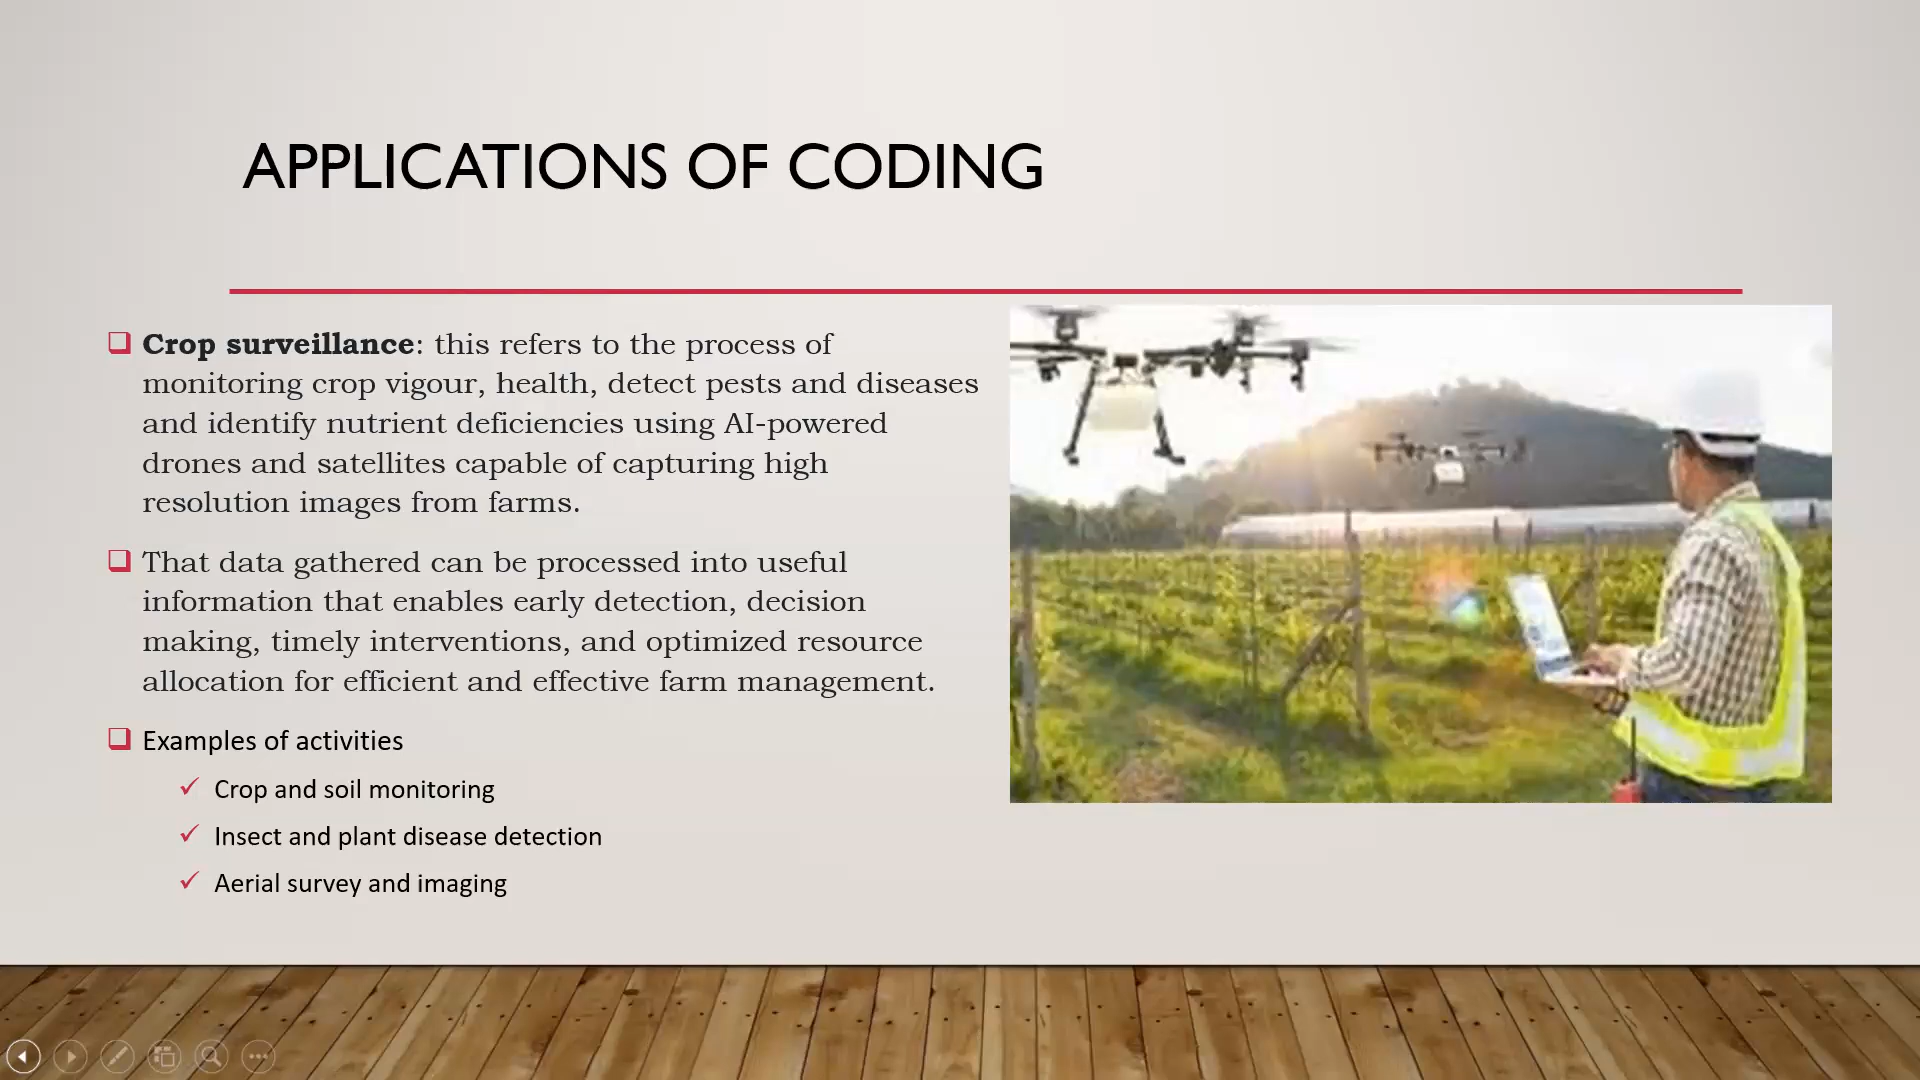 APPLICATIONS OF CODING
Crop surveillance: this refers to the process of
monitoring crop vigour, health, detect pests and diseases
and identify nutrient deficiencies using AI-powered
drones and satellites capable of capturing high
resolution images from farms.
That data gathered can be processed into useful
information that enables early detection, decision
making, timely interventions, and optimized resource
allocation for efficient and effective farm management.
Examples of activities
Crop and soil monitoring
Insect and plant disease detection
Aerial survey and imaging